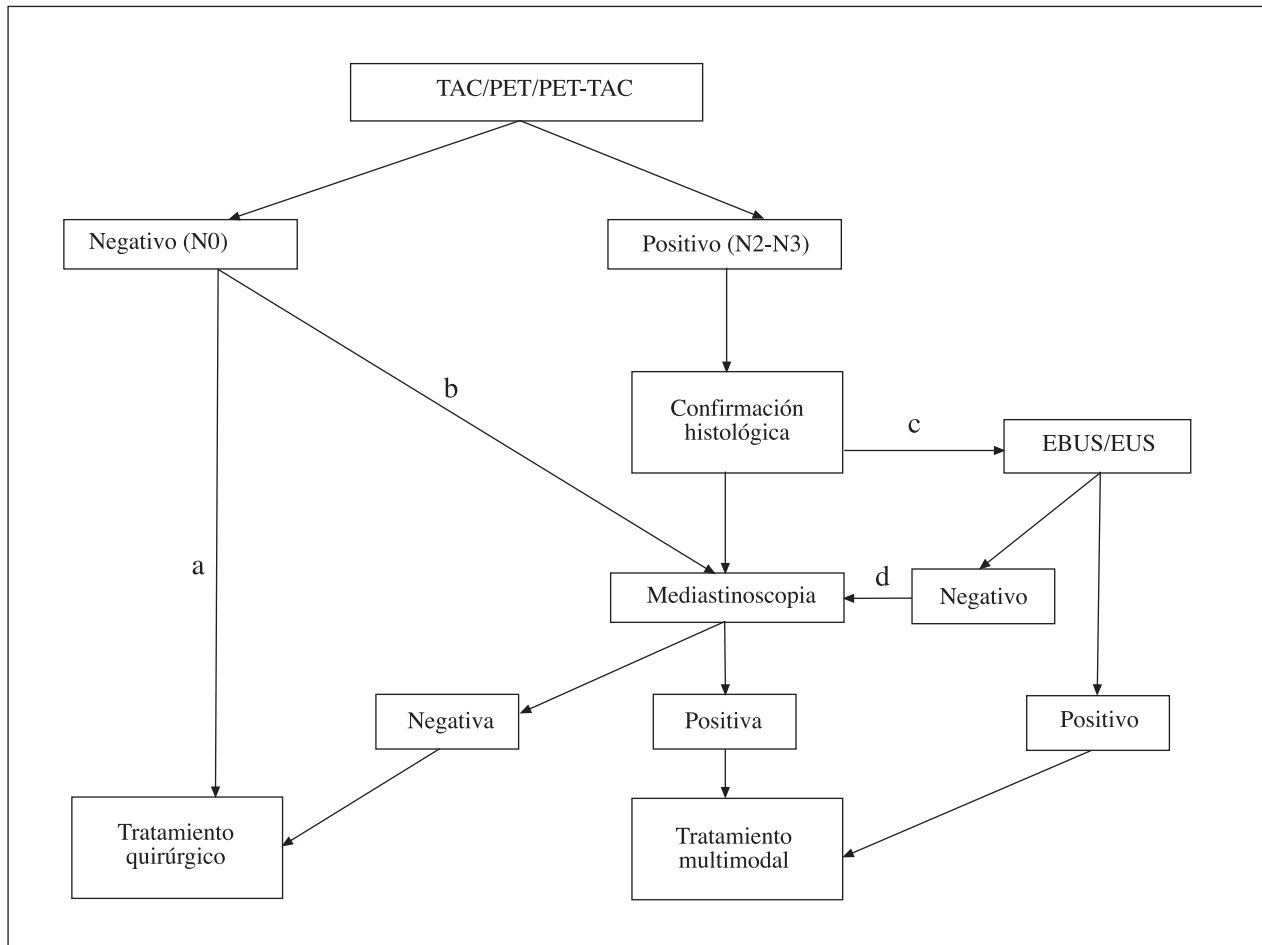 TAC/PET/PET-TAC
Negativo (N0)
Positivo (N2-N3)
b
Confirmación
histológica
c
EBUS/EUS
a
Mediastinoscopia
d
Negativo
Negativa
Positiva
Positivo
Tratamiento
quirúrgico
Tratamiento
multimodal